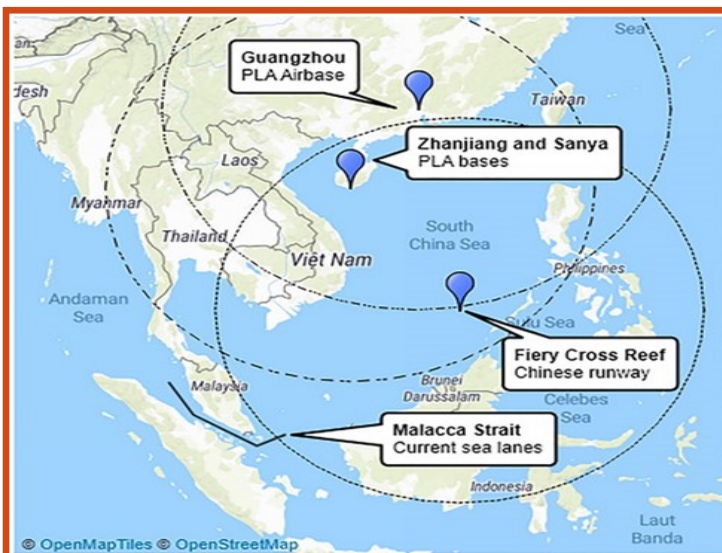 Sea
Guangzhou
PLA Airbase
Taiwan
Zhanjiang and Sanya
PLA bases
Laos
Myanmar
South
China Sea
Thailand
Việt Nam
Philippines
Andaman
Sea
Sulu Sea
Fiery Cross Reef
Chinese runway
Malaysia
Brunei
Darussalam
Celebes
Sea
Malacca Strait
Current sea lanes
Indonesia
Laut
Banda
© OpenMapTiles © OpenStreetMap